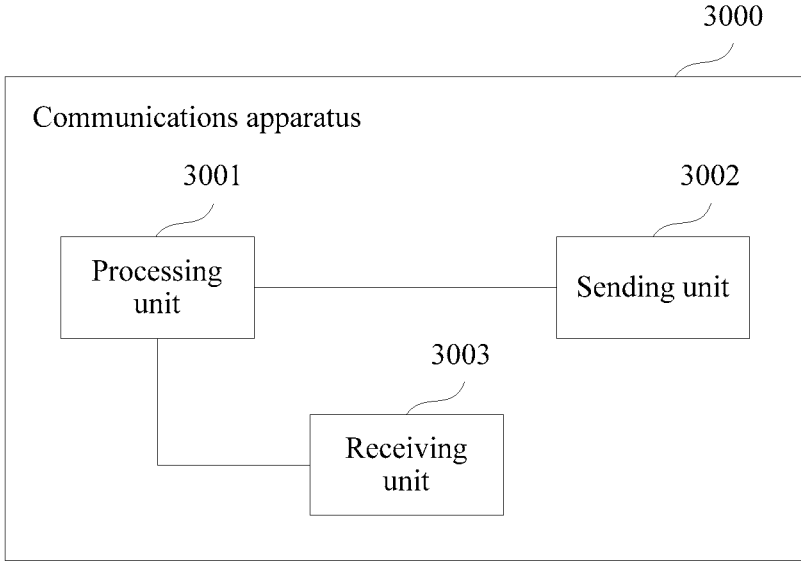 3000
Communications apparatus
3001
3002
Processing
unit
Sending unit
3003
Receiving
unit